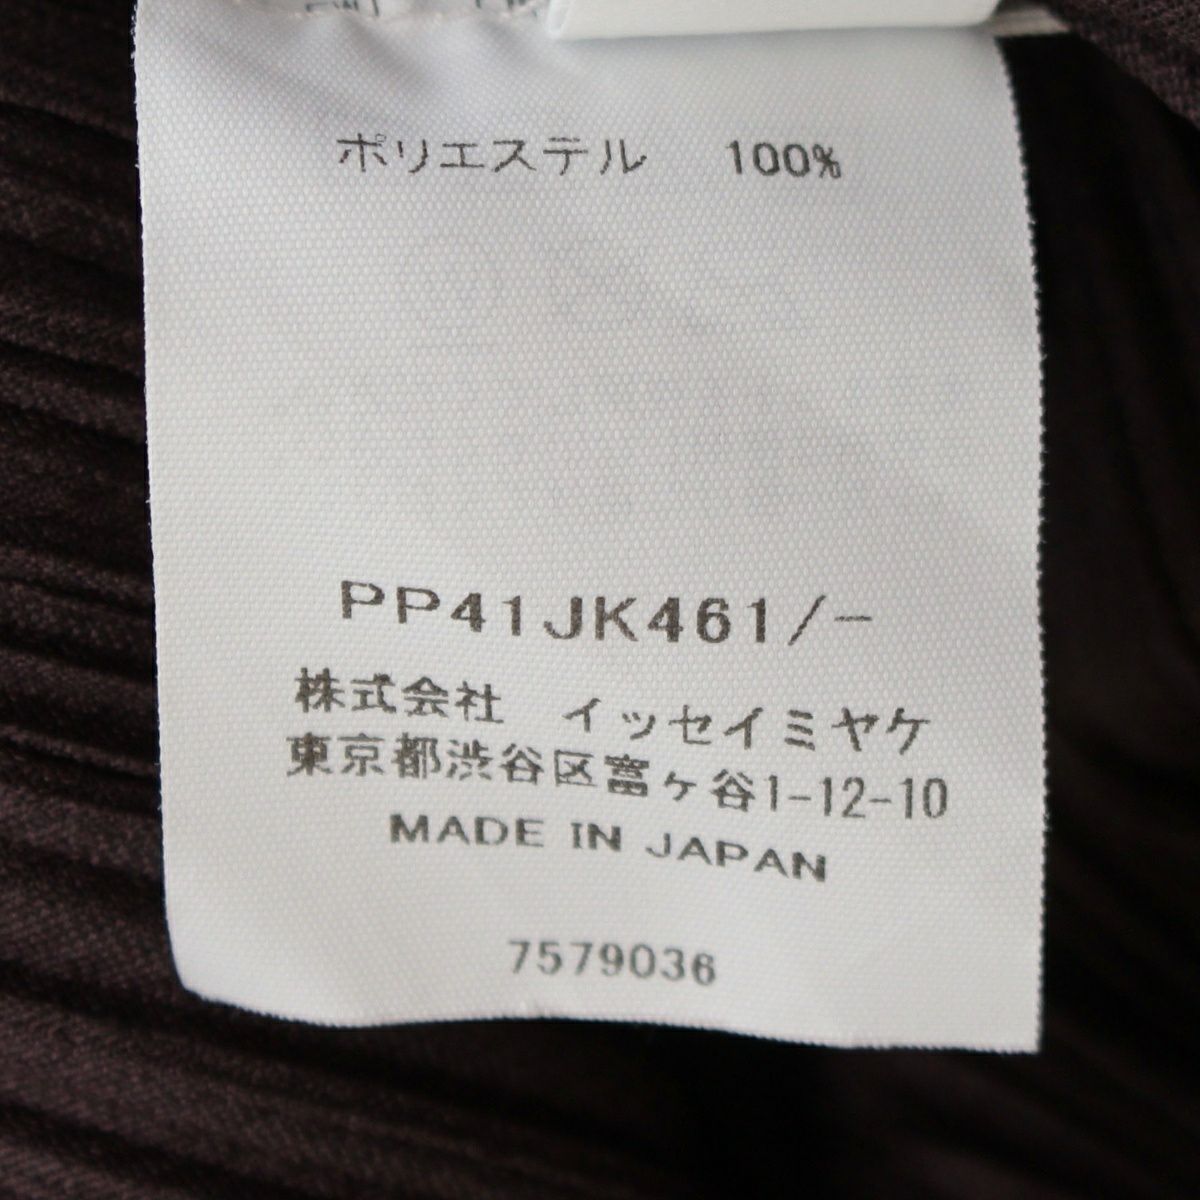 ポリエステル 100%
PP41JK461/-
株式会社 イッセイミヤケ
東京都渋谷区富ヶ谷1-12-10
MADE IN JAPAN
7579036